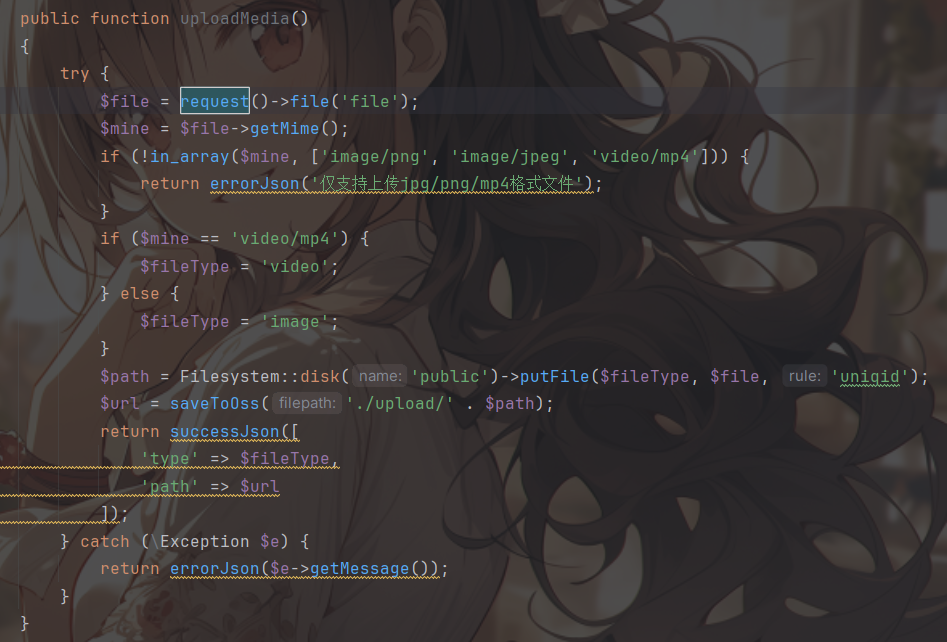 public function uploadMedia()
{
try {
$file = request()->file('file');
$mine = $file->getMime();
if (!in_array($mine, ['image/png', 'image/jpeg', 'video/mp4'])) {
return errorJson('仅支持上传jpg/png/mp4格式文件');
}
if ($mine == 'video/mp4') {
$fileType = 'video';
} else {
$fileType = 'image';
}
$path = Filesystem::disk( name: 'public')->putFile($fileType, $file, rule: 'uniqid');
$url = saveToOss( filepath: './upload/' . $path);
return successJson([
'type' => $fileType,
'path' => $url
]);
} catch (\Exception $e) {
return errorJson($e->getMessage());
}
}